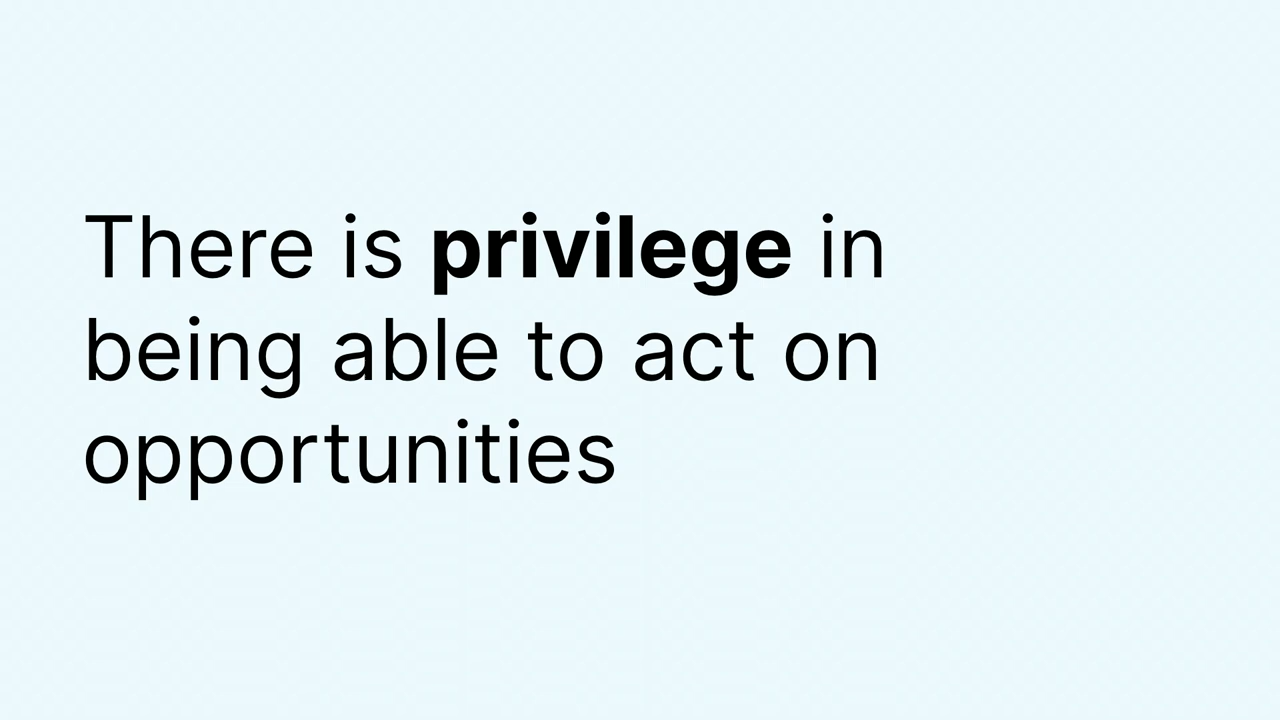 There is privilege in
being able to act on
opportunities